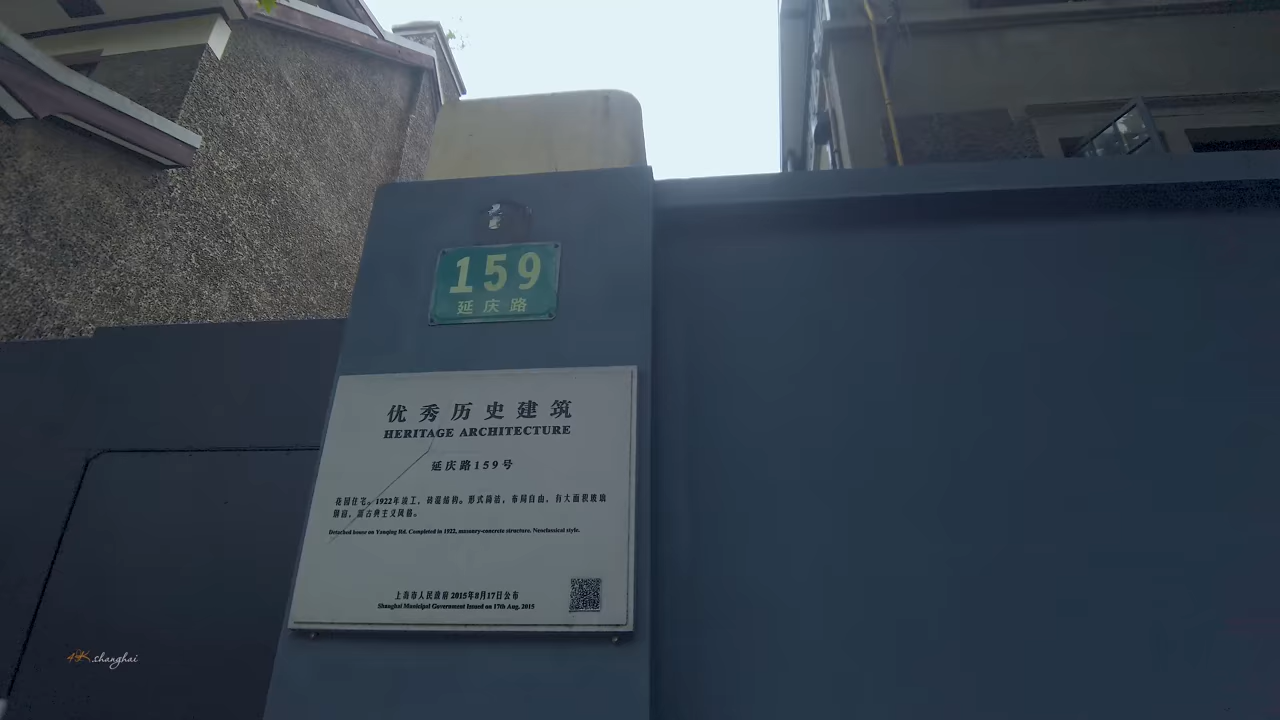 159
延庆路
优秀历史建筑
HERITAGE ARCHITECTURE
延庆路159号
花园住宅。1922年竣工，砖混结构。形式简洁，布局自由，有大面积玻璃
钢窗，源古典主义风格。
Detached house on Yanqing Rd. Completed in 1922, masonry-concrete structure. Neoclassical style.
上海市人民政府 2015年8月17日公布
Shanghai Municipal Government Issued on 17th Aug. 2015
4K.shanghai